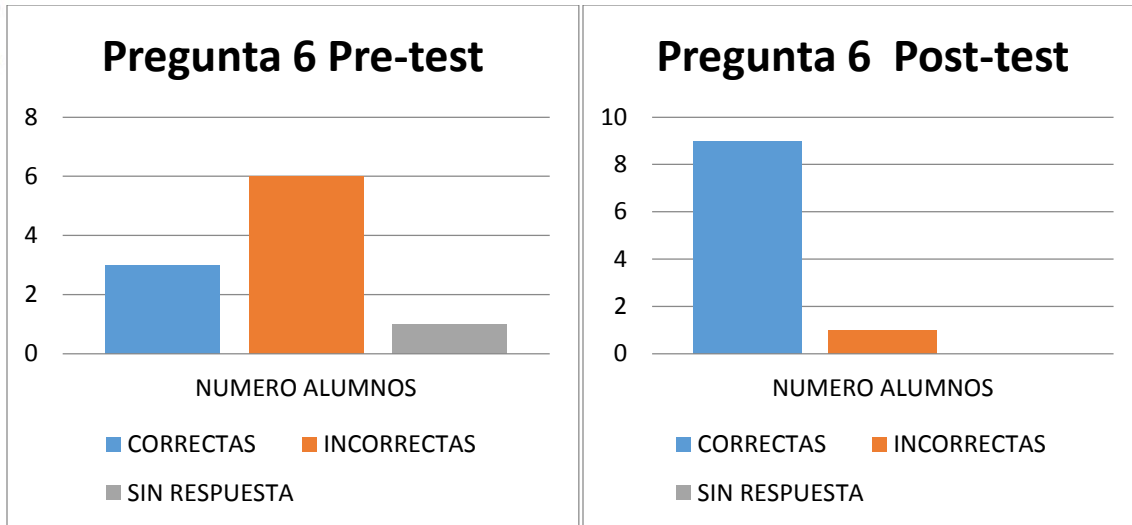 Pregunta 6 Pre-test
8
6
4
2
0
NUMERO ALUMNOS
CORRECTAS INCORRECTAS
SIN RESPUESTA
Pregunta 6  Post-test
10
8
6
4
2
0
NUMERO ALUMNOS
CORRECTAS INCORRECTAS
SIN RESPUESTA